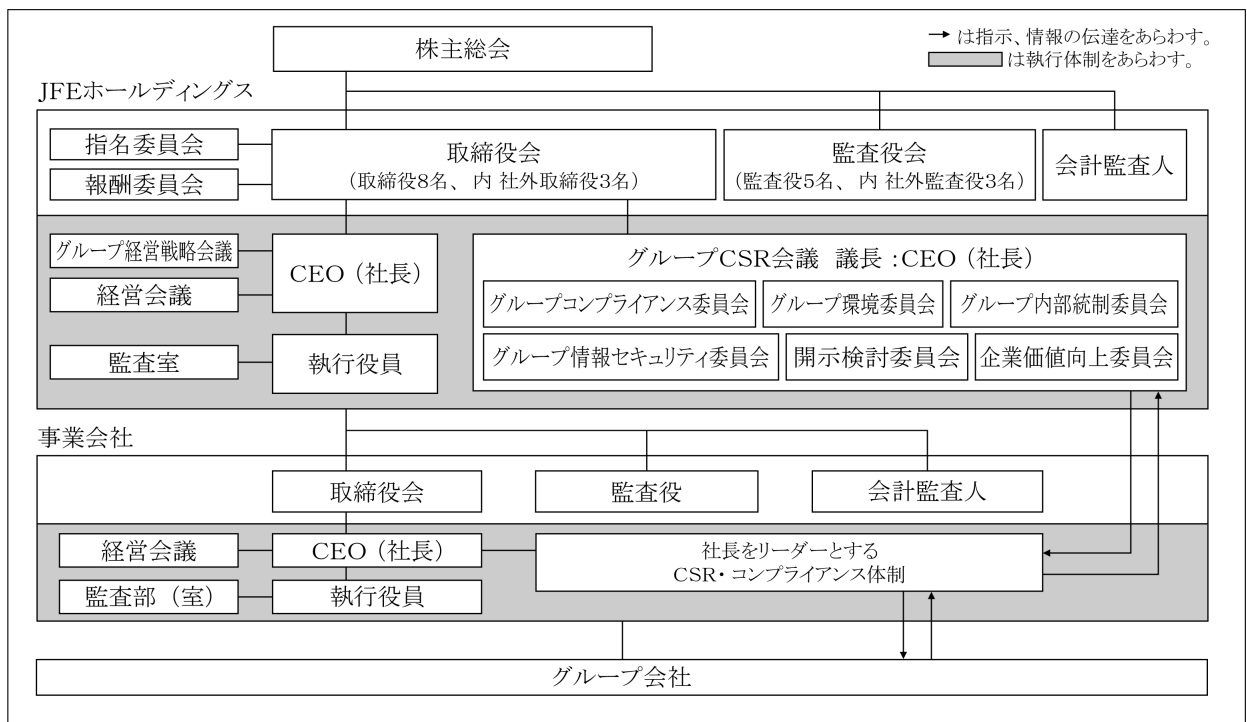 株主総会
→ は指示、情報の伝達をあらわす。
は執行体制をあらわす。
JFEホールディングス
指名委員会
報酬委員会
取締役会
（取締役8名、内 社外取締役3名）
監査役会
（監査役5名、内 社外監査役3名）
会計監査人
グループ経営戦略会議
経営会議
CEO（社長）
監査室
執行役員
グループCSR会議 議長：CEO（社長）
グループコンプライアンス委員会
グループ環境委員会
グループ内部統制委員会
グループ情報セキュリティ委員会
開示検討委員会
企業価値向上委員会
事業会社
取締役会
監査役
会計監査人
経営会議
CEO（社長）
監査部（室）
執行役員
社長をリーダーとする
CSR・コンプライアンス体制
グループ会社